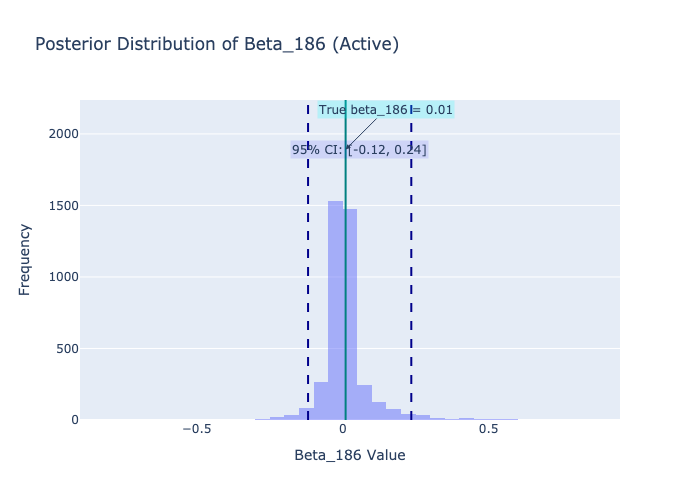 Posterior Distribution of Beta_186 (Active)
True beta_186 = 0.01
95% CI: [-0.12, 0.24]
2000
1500
1000
500
0
Frequency
−0.5
0
0.5
Beta_186 Value